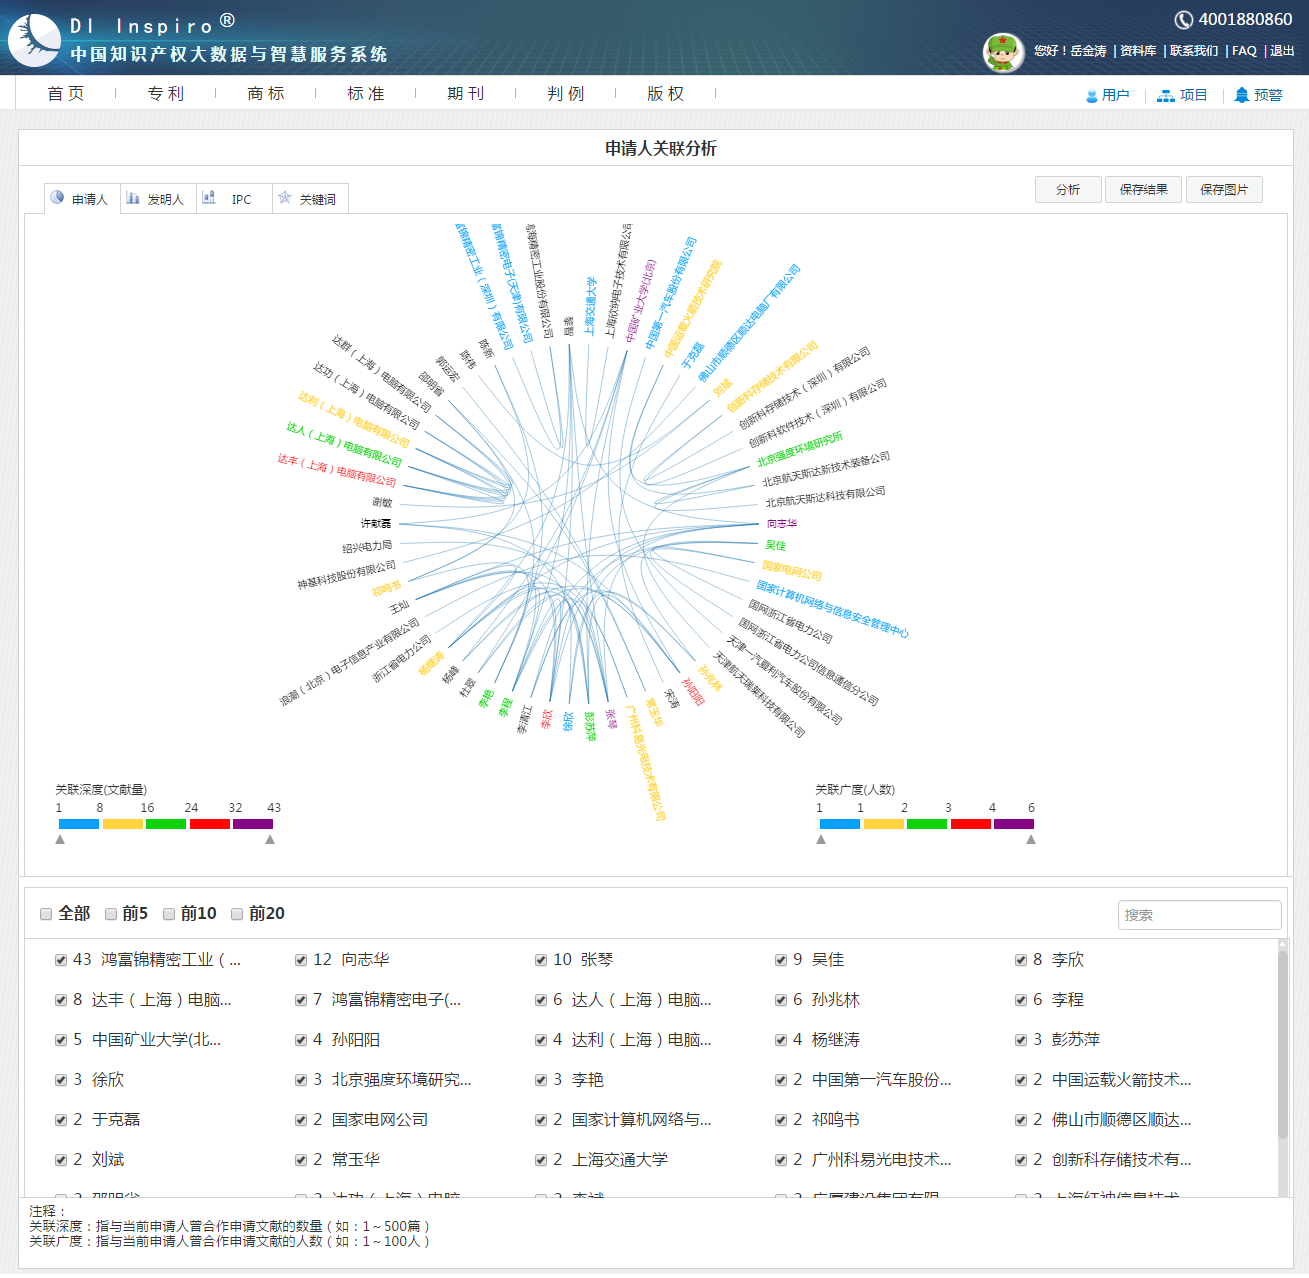 DI Inspiro®
4001880860
中国知识产权大数据与智慧服务系统
您好！岳金涛 | 资料库 | 联系我们 | FAQ | 退出
首 页 专 利 商 标 标 准 期 刊 判 例 版 权
用户 项目 预警
申请人关联分析
申请人 发明人 IPC 关键词
分析 保存结果 保存图片
富锦精密工业（深圳）有限公司
富锦精密电子(天津)有限公司
鸿海精密工业股份有限公司
上海交通大学
上海欣纳电子技术有限公司
中国矿业大学(北京)
中国第一汽车股份有限公司
中国运载火箭技术研究院
于克磊
佛山市顺德区顺达电脑厂有限公司
刘斌
创新科存储技术有限公司
创新科存储技术（深圳）有限公司
创新科软件技术（深圳）有限公司
北京强度环境研究所
北京航天斯达新技术装备公司
北京航天斯达科技有限公司
向志华
吴佳
国家电网公司
国家计算机网络与信息安全管理中心
国网浙江省电力公司
国网浙江省电力公司信息通信分公司
天津一汽夏利汽车股份有限公司
天津航天瑞莱科技有限公司
孙兆林
孙阳阳
宋涛
常玉华
广州科易光电技术有限公司
张琴
彭苏萍
徐欣
李欣
李清江
李程
李艳
杜翠
杨峰
杨继涛
浙江省电力公司
浪潮（北京）电子信息产业有限公司
王灿
祁鸣书
神基科技股份有限公司
绍兴电力局
许献磊
谢敏
达丰（上海）电脑有限公司
达人（上海）电脑有限公司
达利（上海）电脑有限公司
达功（上海）电脑有限公司
达群（上海）电脑有限公司
邵明省
郭运宏
陈伟
陈新
关联深度(文献量)
1 8 16 24 32 43
关联广度(人数)
1 1 2 3 4 6
全部 前5 前10 前20
搜索
43 鸿富锦精密工业（... 12 向志华 10 张琴 9 吴佳 8 李欣
8 达丰（上海）电脑... 7 鸿富锦精密电子(... 6 达人（上海）电脑... 6 孙兆林 6 李程
5 中国矿业大学(北... 4 孙阳阳 4 达利（上海）电脑... 4 杨继涛 3 彭苏萍
3 徐欣 3 北京强度环境研究... 3 李艳 2 中国第一汽车股份... 2 中国运载火箭技术...
2 于克磊 2 国家电网公司 2 国家计算机网络与... 2 祁鸣书 2 佛山市顺德区顺达...
2 刘斌 2 常玉华 2 上海交通大学 2 广州科易光电技术... 2 创新科存储技术有...
注释：
关联深度：指与当前申请人曾合作申请文献的数量（如：1～500篇）
关联广度：指与当前申请人曾合作申请文献的人数（如：1～100人）